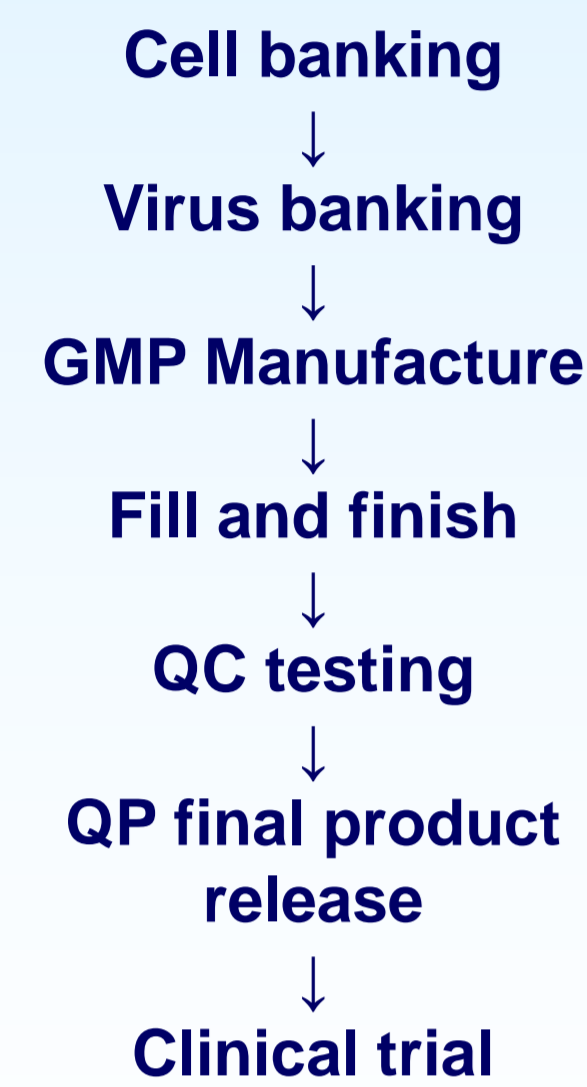 Cell banking
↓
Virus banking
↓
GMP Manufacture
↓
Fill and finish
↓
QC testing
↓
QP final product
release
↓
Clinical trial